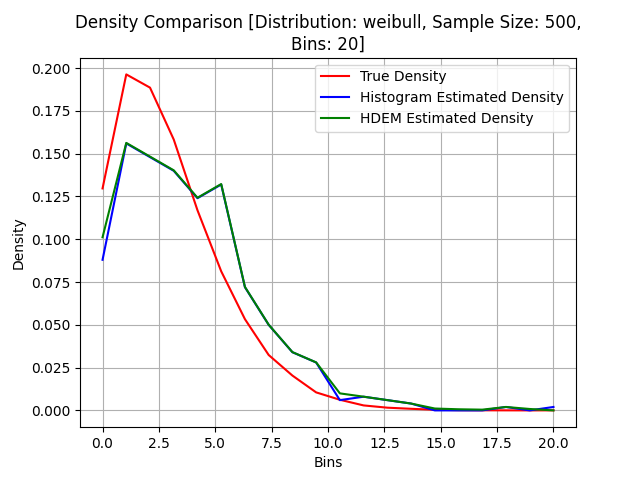 Density Comparison [Distribution: weibull, Sample Size: 500,
Bins: 20]
True Density
Histogram Estimated Density
HDEM Estimated Density
Density
0.200
0.175
0.150
0.125
0.100
0.075
0.050
0.025
0.000
0.0 2.5 5.0 7.5 10.0 12.5 15.0 17.5 20.0
Bins